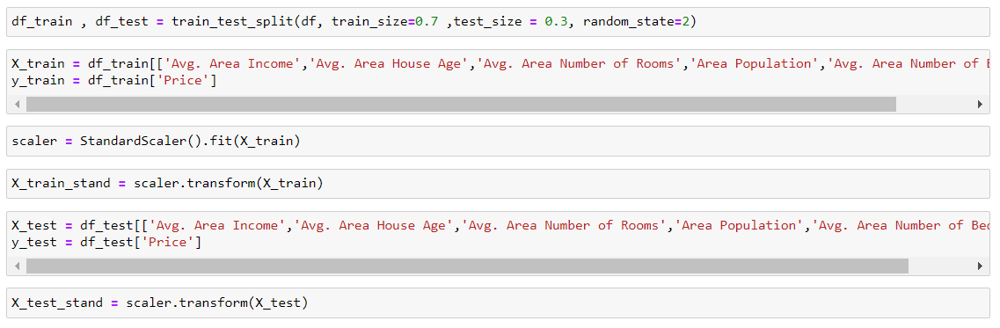 df_train , df_test = train_test_split(df, train_size=0.7 ,test_size = 0.3, random_state=2)
X_train = df_train[['Avg. Area Income','Avg. Area House Age','Avg. Area Number of Rooms','Area Population','Avg. Area Number of
y_train = df_train['Price']
scaler = StandardScaler().fit(X_train)
X_train_stand = scaler.transform(X_train)
X_test = df_test[['Avg. Area Income','Avg. Area House Age','Avg. Area Number of Rooms','Area Population','Avg. Area Number of
y_test = df_test['Price']
X_test_stand = scaler.transform(X_test)